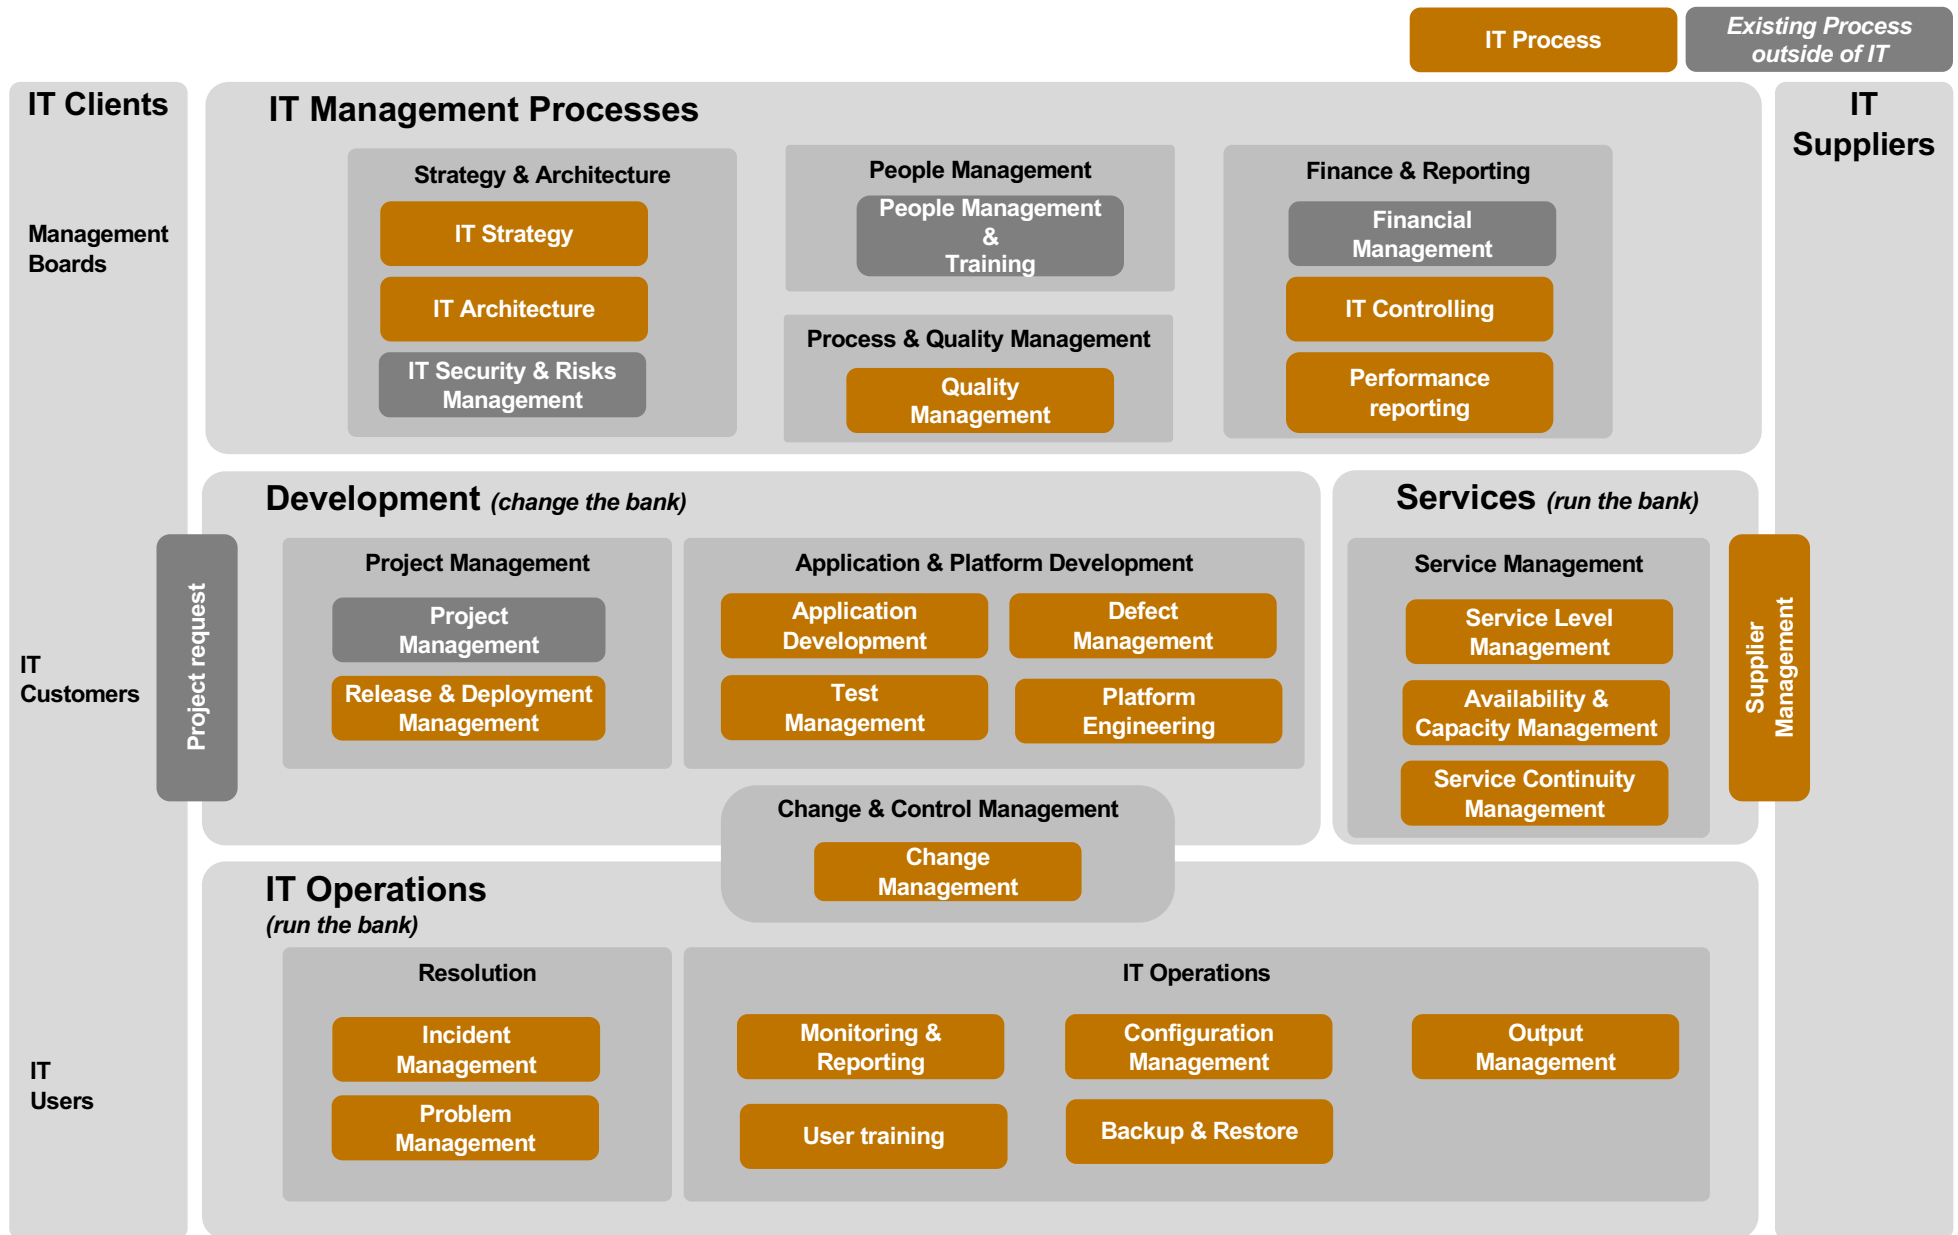 IT Process
Existing Process
outside of IT
IT Clients
Management
Boards
IT
Customers
IT
Users
IT Management Processes
Strategy & Architecture
IT Strategy
IT Architecture
IT Security & Risks
Management
People Management
People Management
&
Training
Process & Quality Management
Quality
Management
Finance & Reporting
Financial
Management
IT Controlling
Performance
reporting
IT
Suppliers
Project request
Development (change the bank)
Project Management
Project
Management
Release & Deployment
Management
Application & Platform Development
Application
Development
Defect
Management
Test
Management
Platform
Engineering
Services (run the bank)
Service Management
Service Level
Management
Availability &
Capacity Management
Service Continuity
Management
Supplier
Management
Change & Control Management
Change
Management
IT Operations
(run the bank)
Resolution
Incident
Management
Problem
Management
IT Operations
Monitoring &
Reporting
Configuration
Management
Output
Management
User training
Backup & Restore